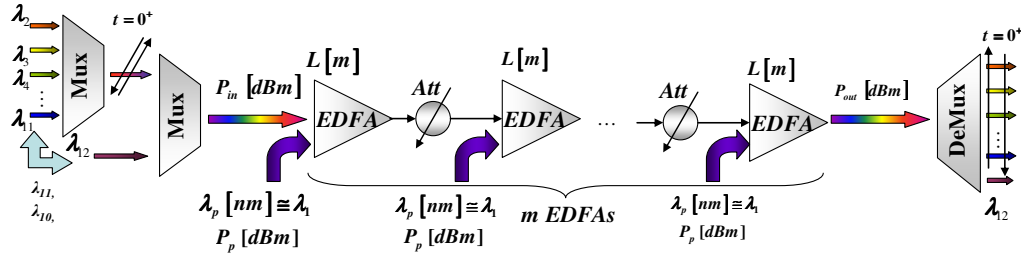 λ2
λ3
λ4
⋮
λ11
λ12
λ11,
λ10,
Mux
t = 0⁺
Mux
Pin [dBm]
L[m]
EDFA
λp [nm] ≅ λ1
Pp [dBm]
Att
L[m]
EDFA
λp [nm] ≅ λ1
Pp [dBm]
...
Att
L[m]
EDFA
λp [nm] ≅ λ1
Pp [dBm]
m EDFAs
Pout [dBm]
DeMux
t = 0⁺
⋮
λ12